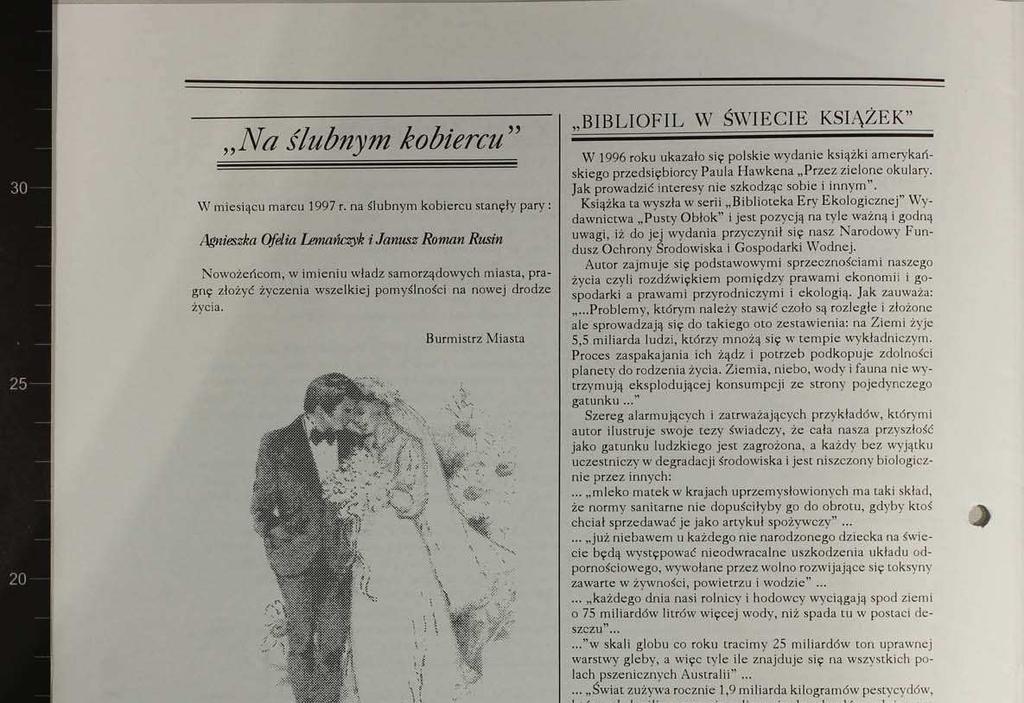 „Na ślubnym kobiercu”
W miesiącu marcu 1997 r. na ślubnym kobiercu stanęły pary :
Agnieszka Ofelia Lemańczyk i Janusz Roman Rusin
Nowożeńcom, w imieniu władz samorządowych miasta, pra-
gnę złożyć życzenia wszelkiej pomyślności na nowej drodze
życia.
Burmistrz Miasta
„BIBLIOFIL W ŚWIECIE KSIĄŻEK”
W 1996 roku ukazało się polskie wydanie książki amerykań-
skiego przedsiębiorcy Paula Hawkena „Przez zielone okulary.
Jak prowadzić interesy nie szkodząc sobie i innym”.
Książka ta wyszła w serii „Biblioteka Ery Ekologicznej” Wy-
dawnictwa „Pusty Obłok” i jest pozycją na tyle ważną i godną
uwagi, iż do jej wydania przyczynił się nasz Narodowy Fun-
dusz Ochrony Środowiska i Gospodarki Wodnej.
Autor zajmuje się podstawowymi sprzecznościami naszego
życia czyli rozdźwiękiem pomiędzy prawami ekonomii i go-
spodarki a prawami przyrodniczymi i ekologią. Jak zauważa:
„...Problemy, którym należy stawić czoło są rozległe i złożone
ale sprowadzają się do takiego oto zestawienia: na Ziemi żyje
5,5 miliarda ludzi, którzy mnożą się w tempie wykładniczym.
Proces zaspakajania ich żądz i potrzeb podkopuje zdolności
planety do rodzenia życia. Ziemia, niebo, wody i fauna nie wy-
trzymują eksplodującej konsumpcji ze strony pojedynczego
gatunku ...”
Szereg alarmujących i zatrważających przykładów, którymi
autor ilustruje swoje tezy świadczy, że cała nasza przyszłość
jako gatunku ludzkiego jest zagrożona, a każdy bez wyjątku
uczestniczy w degradacji środowiska i jest niszczony biologicz-
nie przez innych:
... „mleko matek w krajach uprzemysłowionych ma taki skład,
że normy sanitarne nie dopuściłyby go do obrotu, gdyby ktoś
chciał sprzedawać je jako artykuł spożywczy” ...
... „już niebawem u każdego nie narodzonego dziecka na świe-
cie będą występować nieodwracalne uszkodzenia układu od-
pornościowego, wywołane przez wolno rozwijające się toksyny
zawarte w żywności, powietrzu i wodzie” ...
... „każdego dnia nasi rolnicy i hodowcy wyciągają spod ziemi
o 75 miliardów litrów więcej wody, niż spada tu w postaci de-
szczu”...
...”w skali globu co roku tracimy 25 miliardów ton uprawnej
warstwy gleby, a więc tyle ile znajduje się na wszystkich po-
lach pszenicznych Australii” ...
... „Świat zużywa rocznie 1,9 miliarda kilogramów pestycydów,
30
25
20